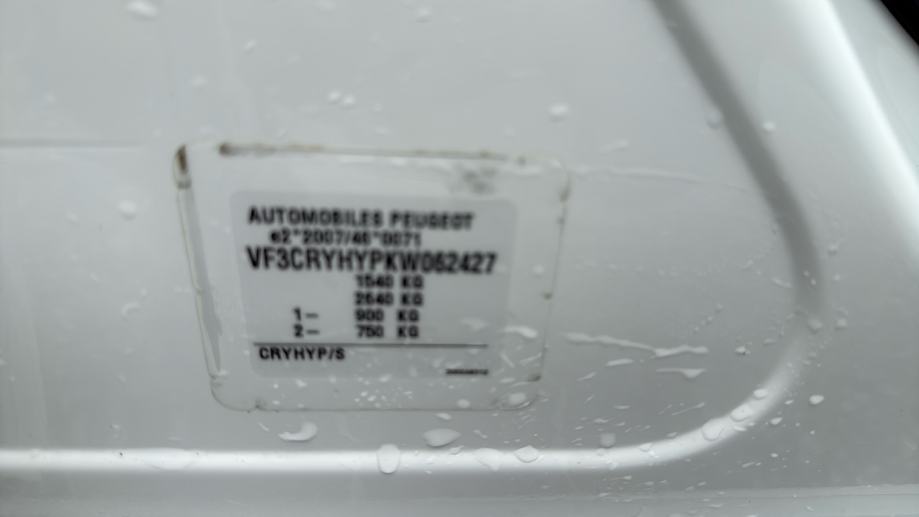 AUTOMOBILES PEUGEOT
e2*2007/46*0071
VF3CRYHYPKW062427
1540 KG
2640 KG
1- 900 KG
2- 750 KG
CRYHYP/S